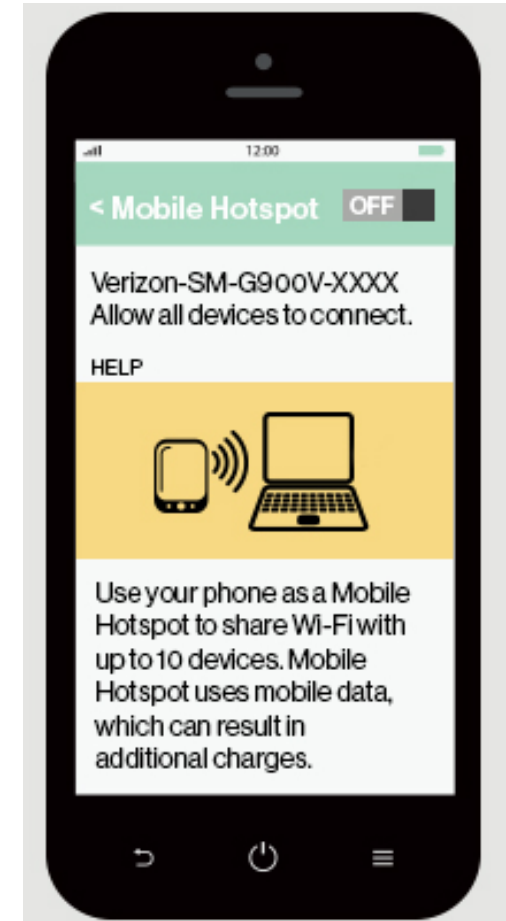 12:00
< Mobile Hotspot OFF
Verizon-SM-G900V-XXXX
Allow all devices to connect.
HELP
Use your phone as a Mobile
Hotspot to share Wi-Fi with
up to 10 devices. Mobile
Hotspot uses mobile data,
which can result in
additional charges.